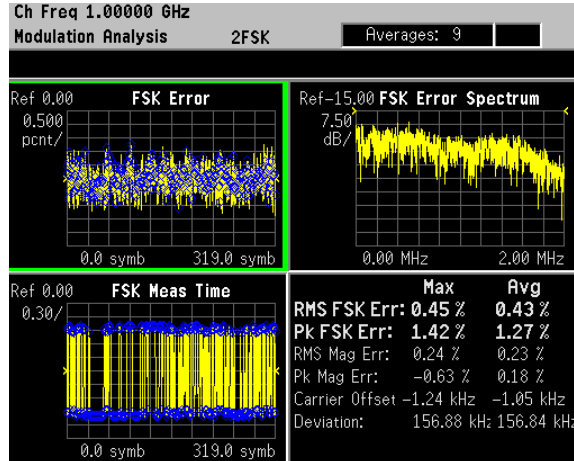 Ch Freq 1.00000 GHz
Modulation Analysis 2FSK Averages: 9
Ref 0.00 FSK Error
0.500
pcnt/
0.0 symb 319.0 symb
Ref-15.00 FSK Error Spectrum
7.50
dB/
0.00 MHz 2.00 MHz
Ref 0.00 FSK Meas Time
0.30/
0.0 symb 319.0 symb
Max Avg
RMS FSK Err: 0.45 % 0.43 %
Pk FSK Err: 1.42 % 1.27 %
RMS Mag Err: 0.24 % 0.23 %
Pk Mag Err: -0.63 % 0.18 %
Carrier Offset -1.24 kHz -1.05 kHz
Deviation: 156.88 kHz 156.84 kHz